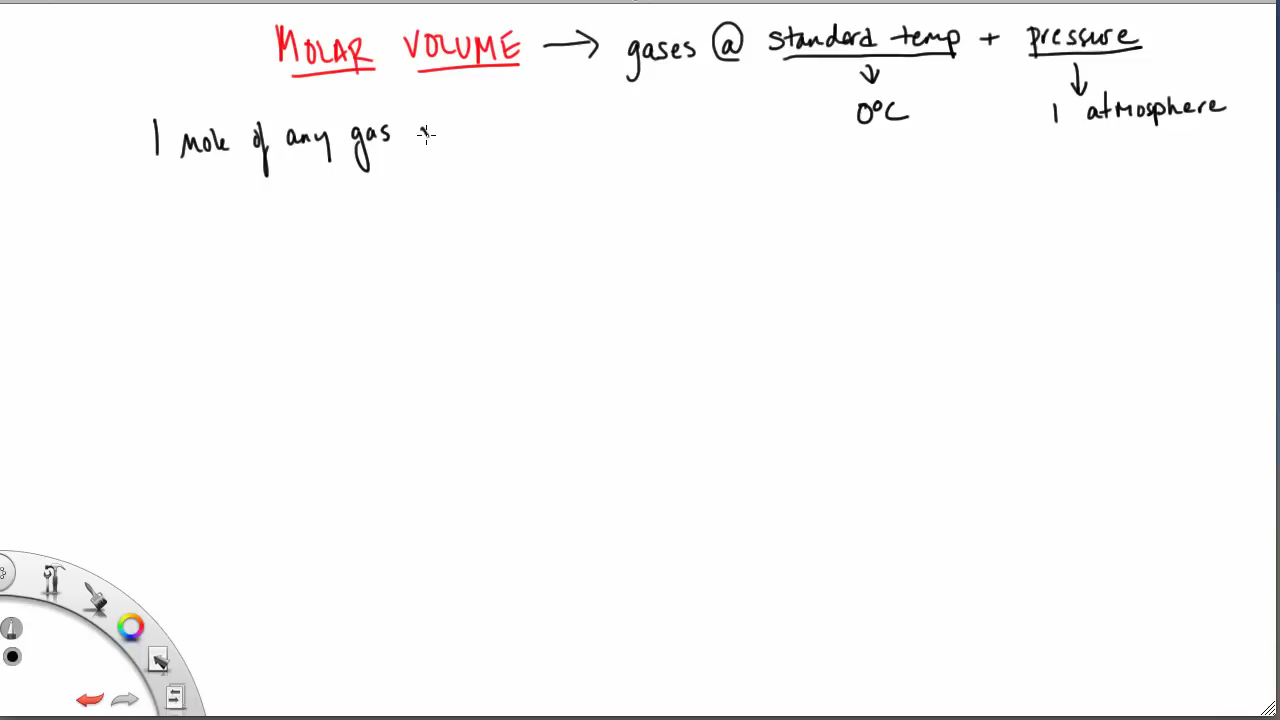 MOLAR VOLUME → gases @ standard temp + pressure
0°C 1 atmosphere
1 mole of any gas